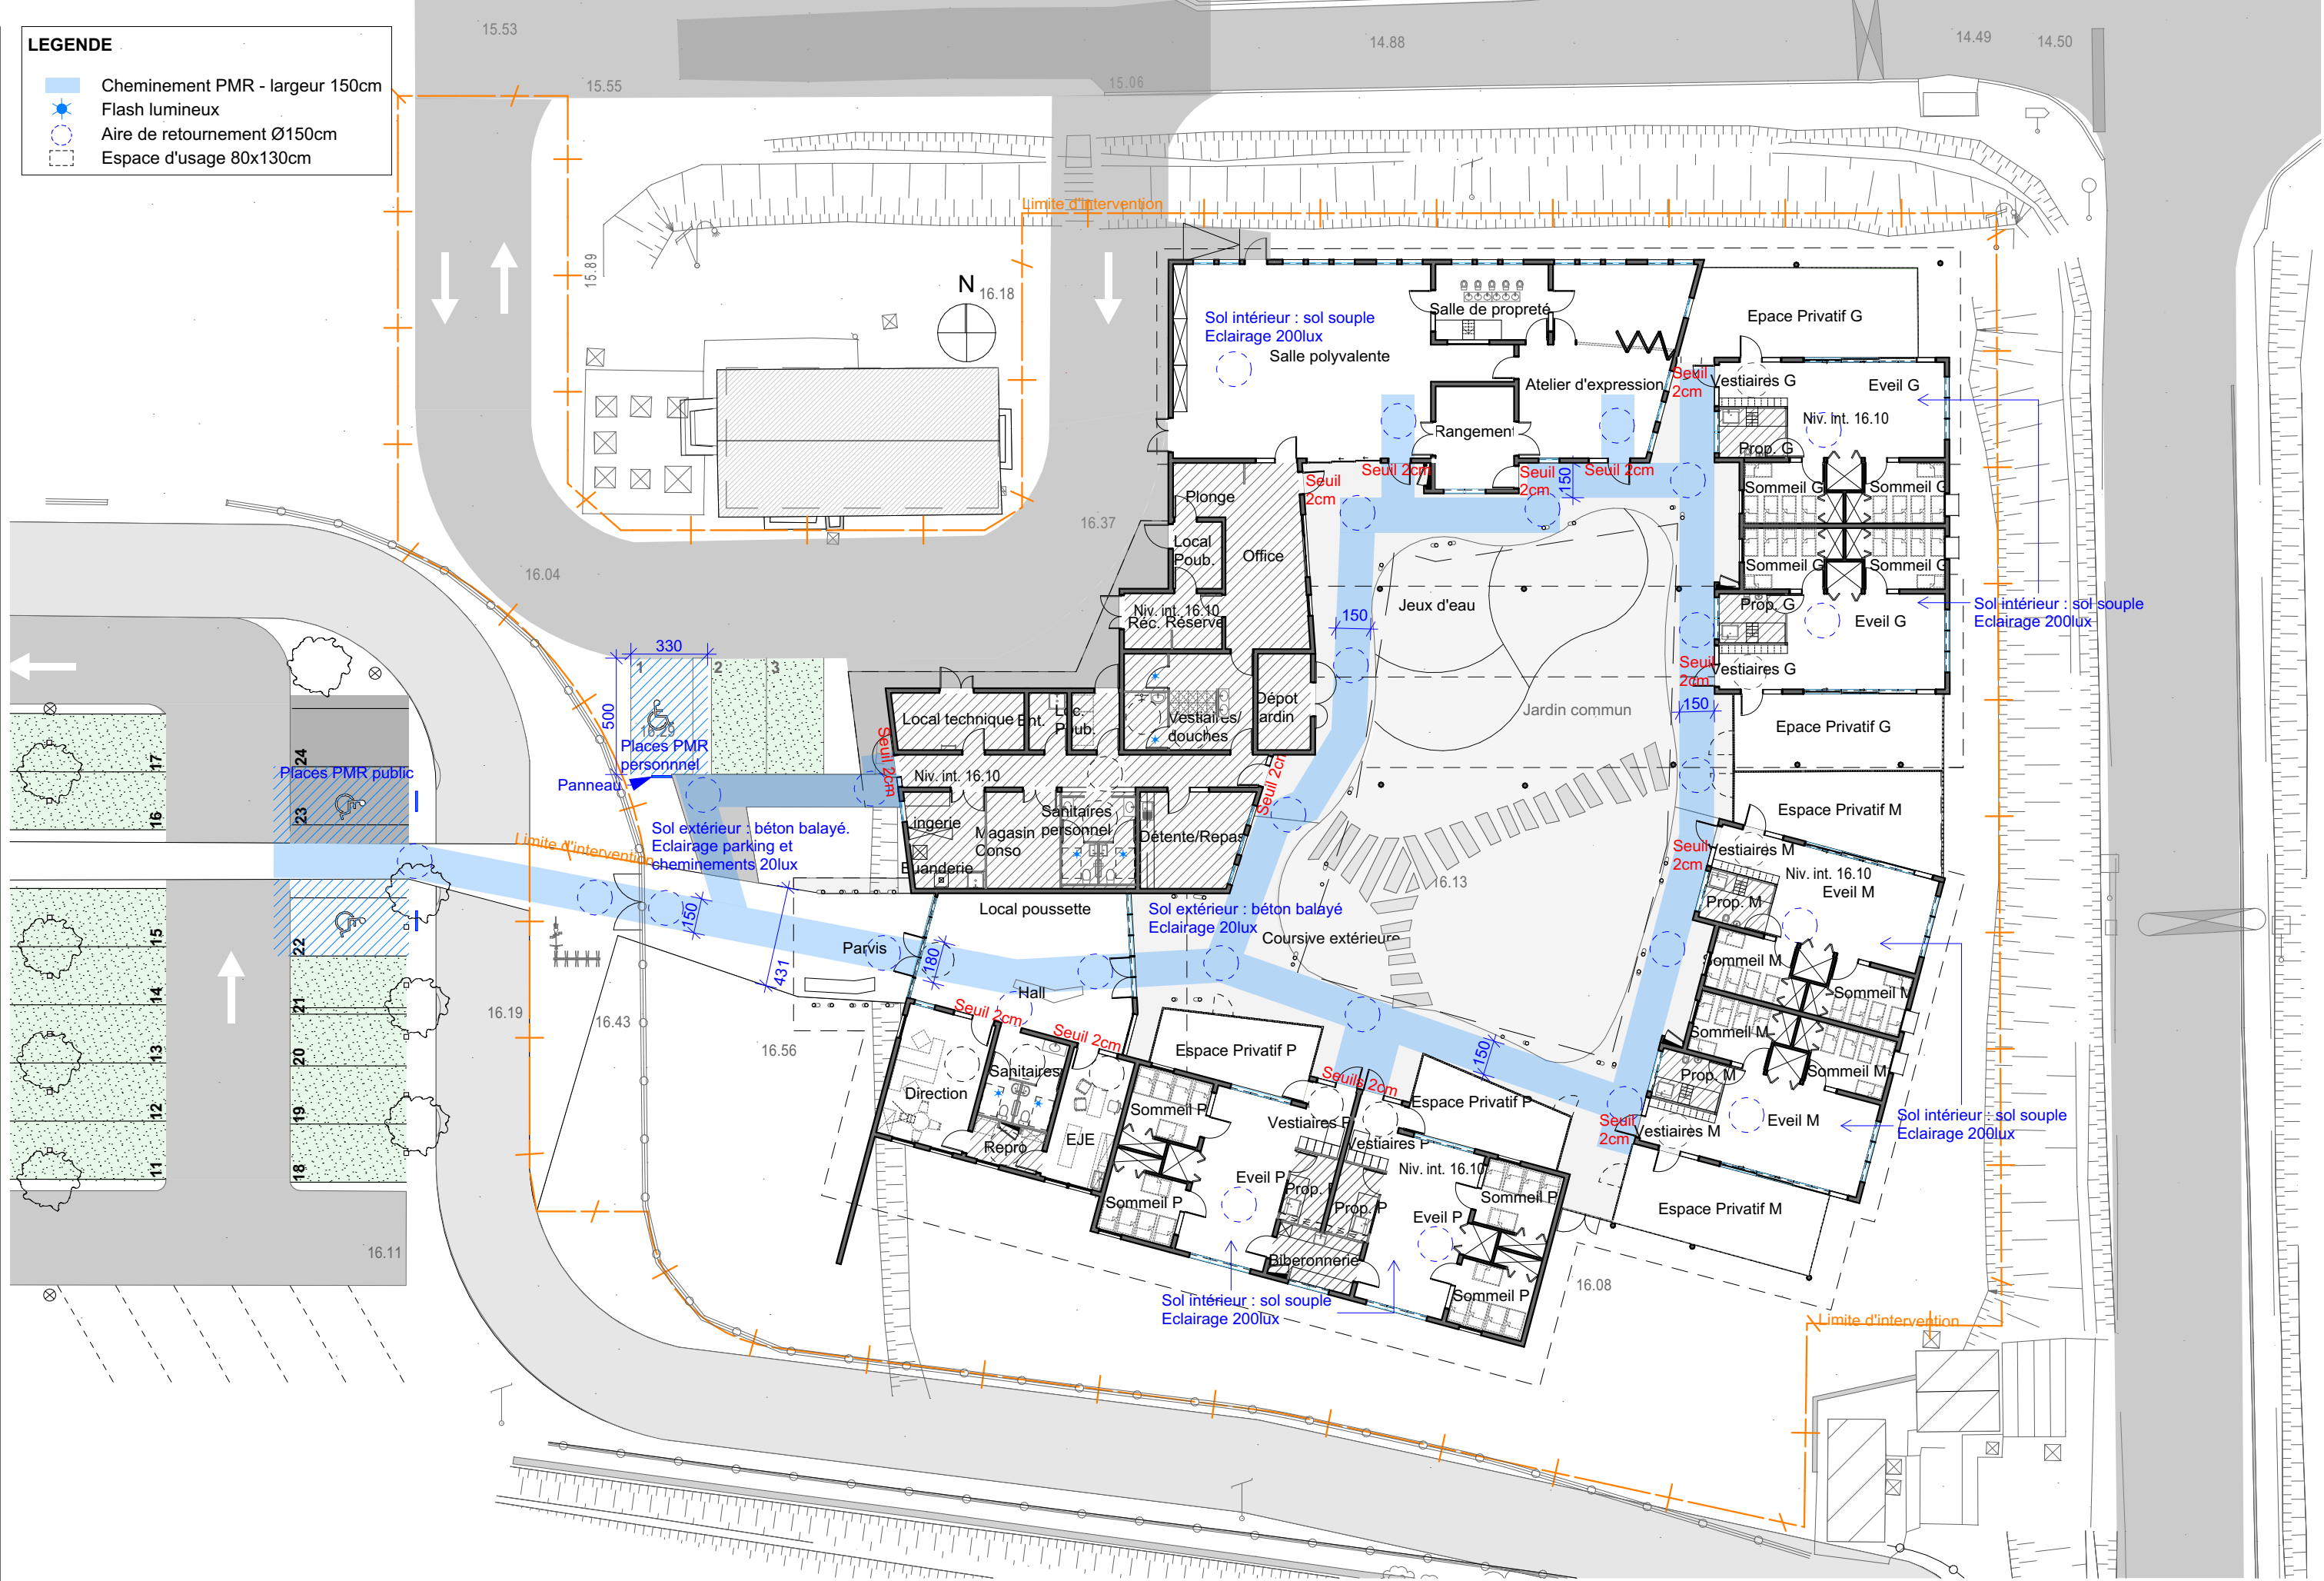 LEGENDE
Cheminement PMR - largeur 150cm
Flash lumineux
Aire de retournement Ø150cm
Espace d'usage 80x130cm
15.53
15.55
15.06
14.88
14.49
14.50
15.89
N
16.18
Limite d'intervention
Sol intérieur : sol souple
Eclairage 200lux
Salle polyvalente
Salle de propreté
Atelier d'expression
Rangement
Epace Privatif G
Seuil
2cm
Vestiaires G
Eveil G
Niv. int. 16.10
Prop. G
Sommeil G
Sommeil G
Sommeil G
Sommeil G
Prop. G
Eveil G
Seuil
2cm
Vestiaires G
Sol intérieur : sol souple
Eclairage 200lux
Epace Privatif G
Seuil 2cm
Seuil
2cm
Seuil 2cm
Seuil
2cm
150
150
150
Plonge
Local
Poub.
Office
16.37
Niv. int. 16.10
Réc. Réserve
Jeux d'eau
Jardin commun
16.04
330
500
1
2
3
16.29
Places PMR
personnnel
Panneau
Local technique
Ent.
Loc.
Poub.
Vestiaires/
douches
Dépot
jardin
Seuil 2cm
Niv. int. 16.10
Lingerie
Buanderie
Magasin
Conso
Sanitaires
personnel
Détente/Repas
Seuil 2cm
Places PMR public
17
16
24
23
22
15
14
13
12
11
21
20
19
18
Limite d'intervention
Sol extérieur : béton balayé.
Eclairage parking et
cheminements 20lux
150
431
180
Parvis
Local poussette
Hall
Sol extérieur : béton balayé
Eclairage 20lux
Coursive extérieure
16.13
Espace Privatif M
Seuil
2cm
Vestiaires M
Niv. int. 16.10
Eveil M
Prop. M
Sommeil M
Sommeil M
Sommeil M
Sommeil M
Prop. M
Eveil M
Seuil
2cm
Vestiaires M
Sol intérieur : sol souple
Eclairage 200lux
Espace Privatif M
16.19
16.43
16.56
16.11
Seuil 2cm
Seuil 2cm
Direction
Sanitaires
Repro
EJE
Espace Privatif P
Seuils 2cm
150
Espace Privatif P
Sommeil P
Vestiaires P
Vestiaires P
Niv. int. 16.10
Eveil P
Prop. P
Prop. P
Sommeil P
Sommeil P
Eveil P
Biberonnerie
Sommeil P
Sol intérieur : sol souple
Eclairage 200lux
16.08
Limite d'intervention